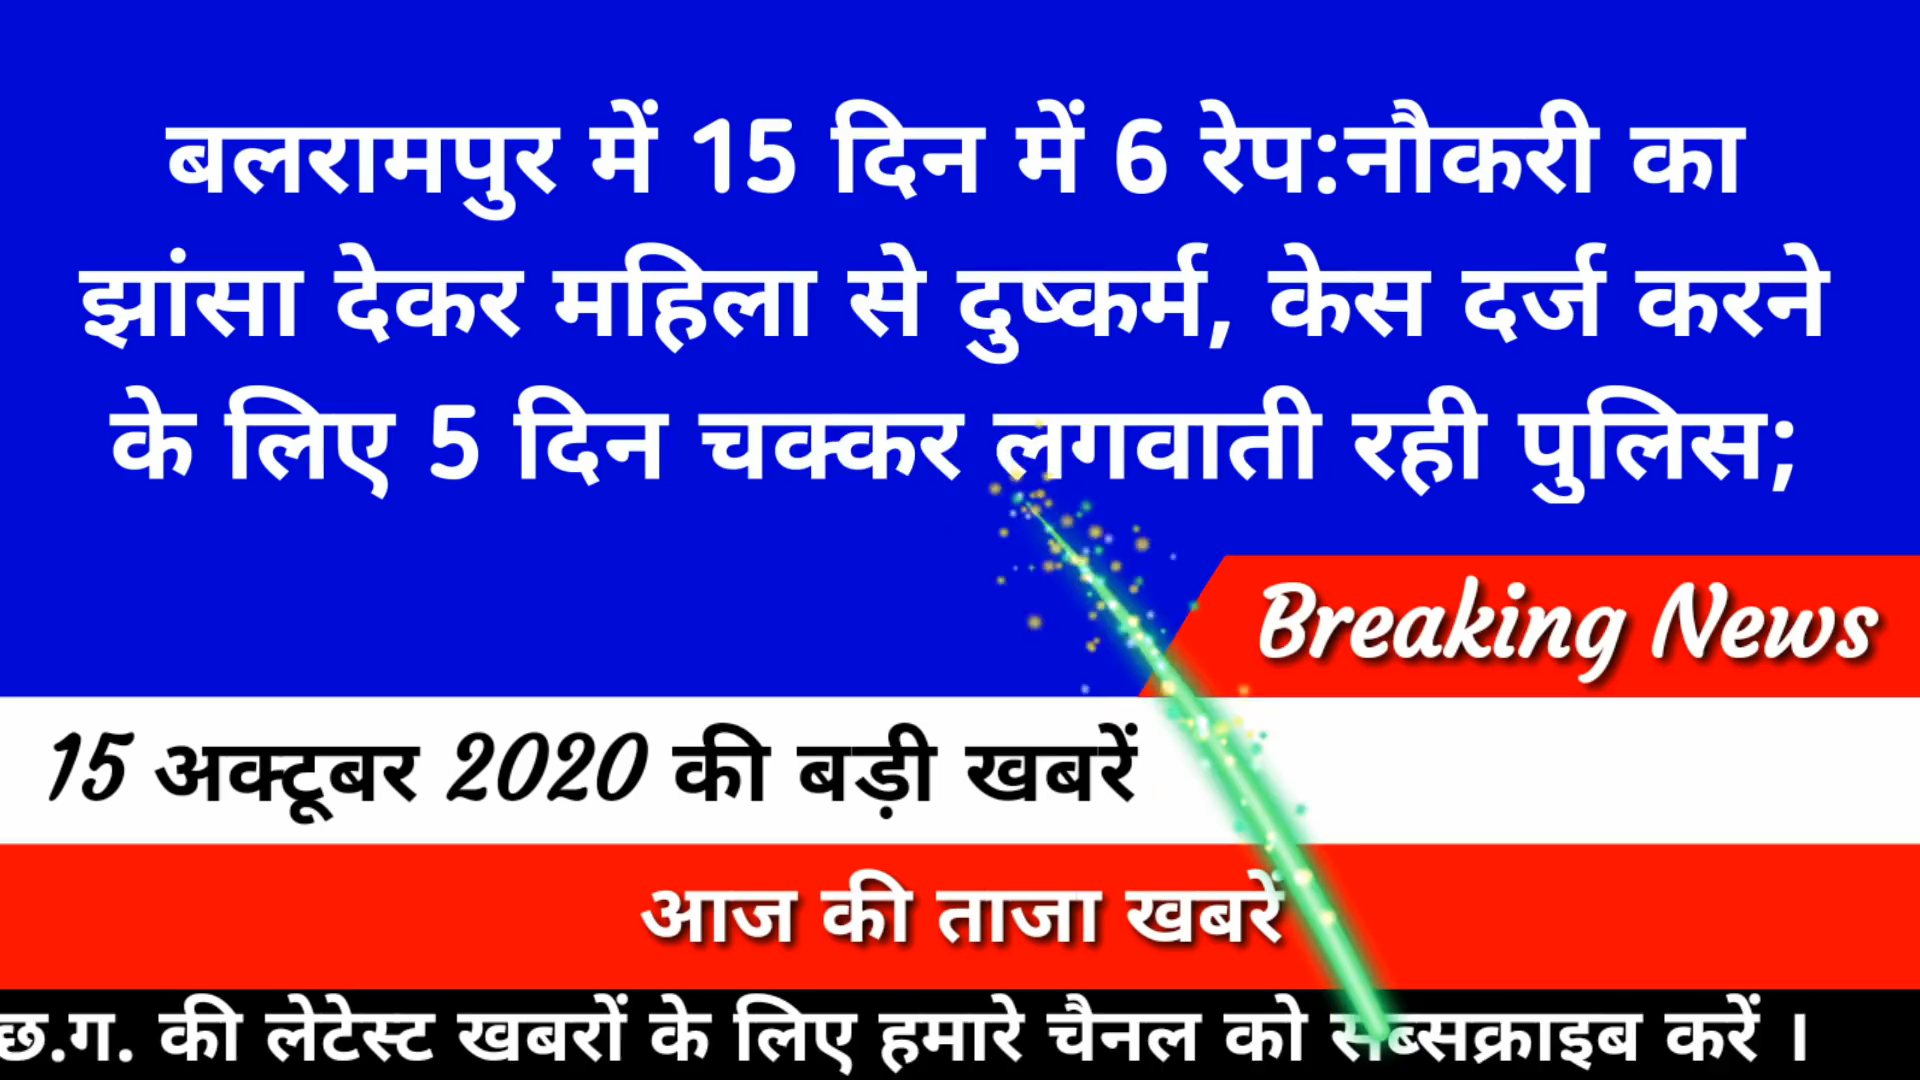 बलरामपुर में 15 दिन में 6 रेप:नौकरी का
झांसा देकर महिला से दुष्कर्म, केस दर्ज करने
के लिए 5 दिन चक्कर लगवाती रही पुलिस;
Breaking News
15 अक्टूबर 2020 की बड़ी खबरें
आज की ताजा खबरें
छ.ग. की लेटेस्ट खबरों के लिए हमारे चैनल को सब्सक्राइब करें ।